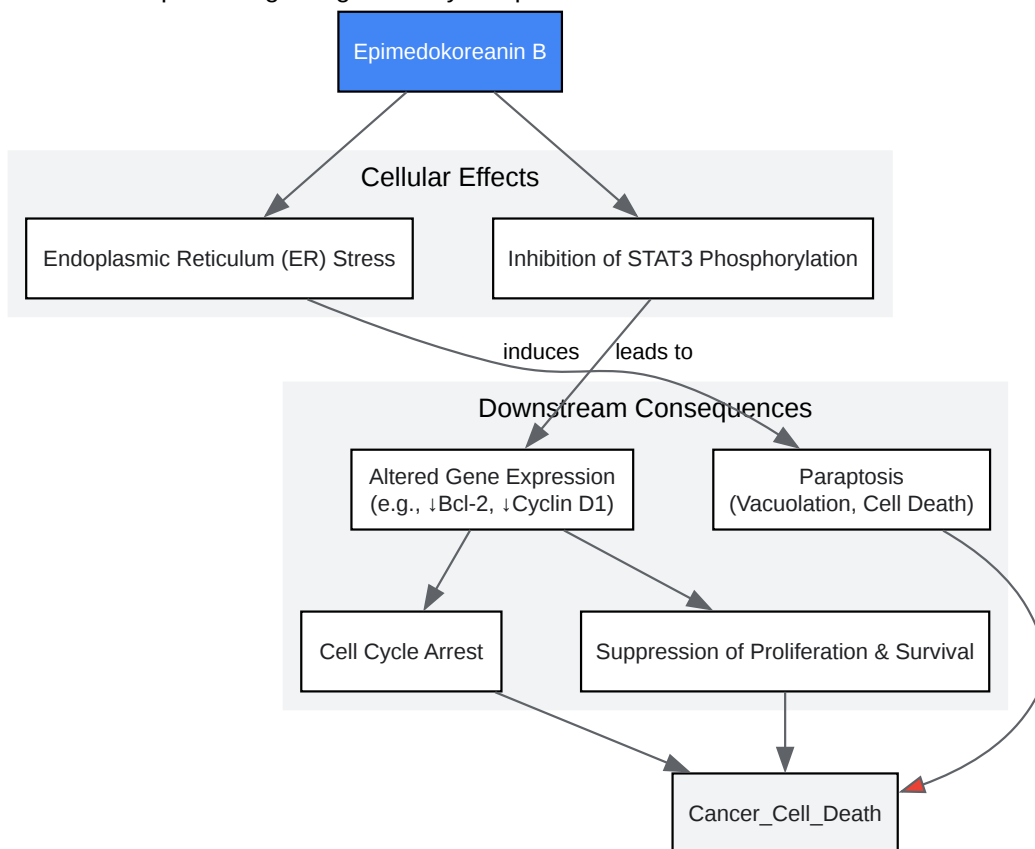 Epimedokoreanin B
Cellular Effects
Endoplasmic Reticulum (ER) Stress
Inhibition of STAT3 Phosphorylation
induces
leads to
Downstream Consequences
Altered Gene Expression
(e.g., ↓Bcl-2, ↓Cyclin D1)
Paraptosis
(Vacuolation, Cell Death)
Cell Cycle Arrest
Suppression of Proliferation & Survival
Cancer_Cell_Death